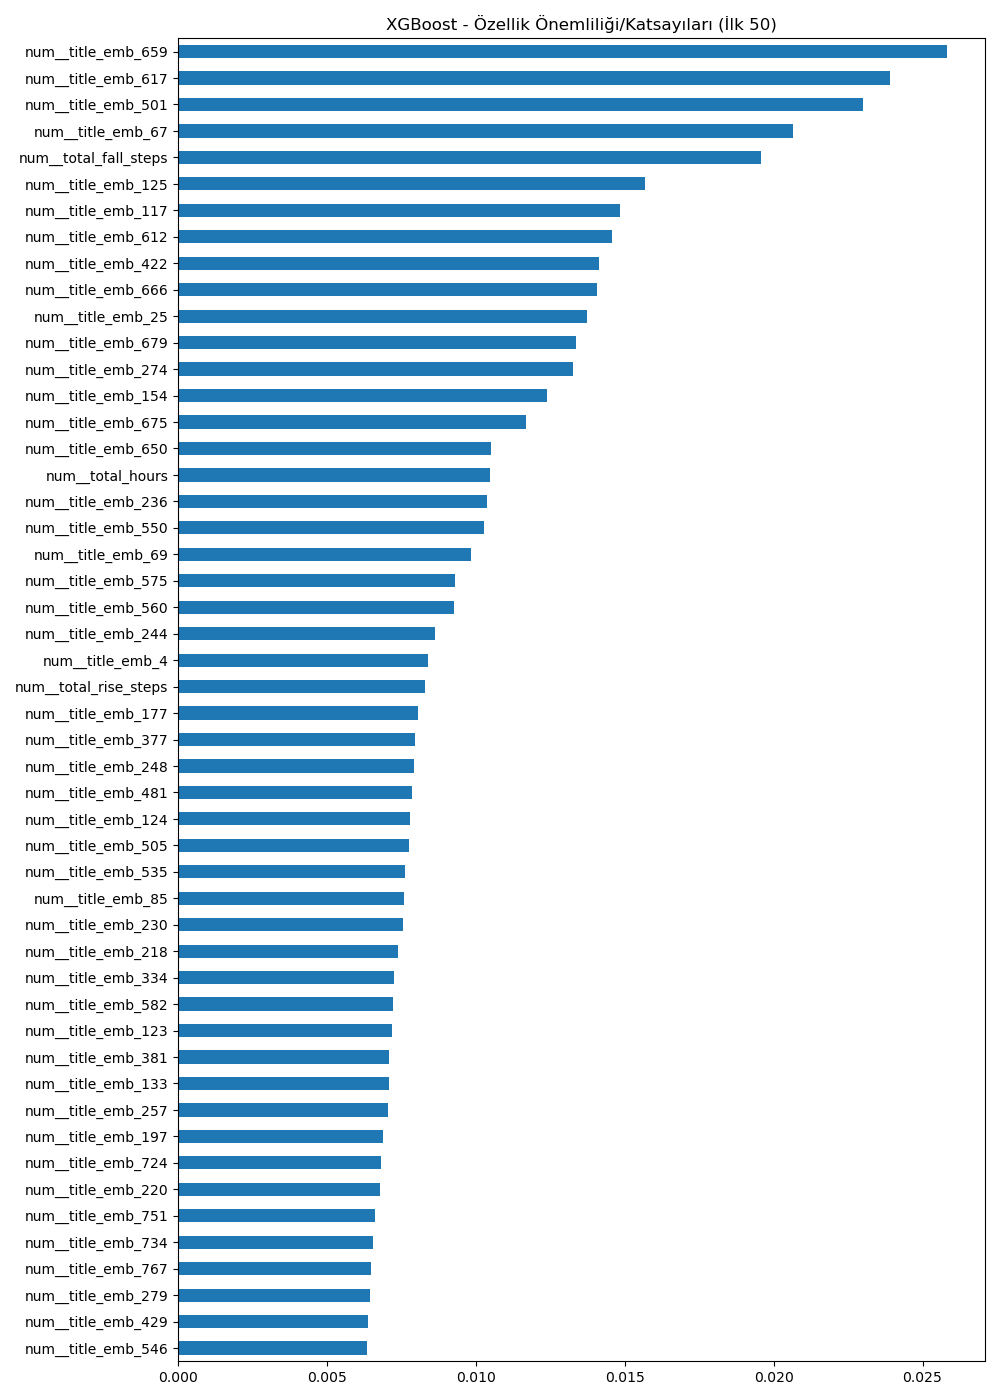 XGBoost - Özellik Önemliliği/Katsayıları (İlk 50)
num__title_emb_659
num__title_emb_617
num__title_emb_501
num__title_emb_67
num__total_fall_steps
num__title_emb_125
num__title_emb_117
num__title_emb_612
num__title_emb_422
num__title_emb_666
num__title_emb_25
num__title_emb_679
num__title_emb_274
num__title_emb_154
num__title_emb_675
num__title_emb_650
num__total_hours
num__title_emb_236
num__title_emb_550
num__title_emb_69
num__title_emb_575
num__title_emb_560
num__title_emb_244
num__title_emb_4
num__total_rise_steps
num__title_emb_177
num__title_emb_377
num__title_emb_248
num__title_emb_481
num__title_emb_124
num__title_emb_505
num__title_emb_535
num__title_emb_85
num__title_emb_230
num__title_emb_218
num__title_emb_334
num__title_emb_582
num__title_emb_123
num__title_emb_381
num__title_emb_133
num__title_emb_257
num__title_emb_197
num__title_emb_724
num__title_emb_220
num__title_emb_751
num__title_emb_734
num__title_emb_767
num__title_emb_279
num__title_emb_429
num__title_emb_546
0.000 0.005 0.010 0.015 0.020 0.025